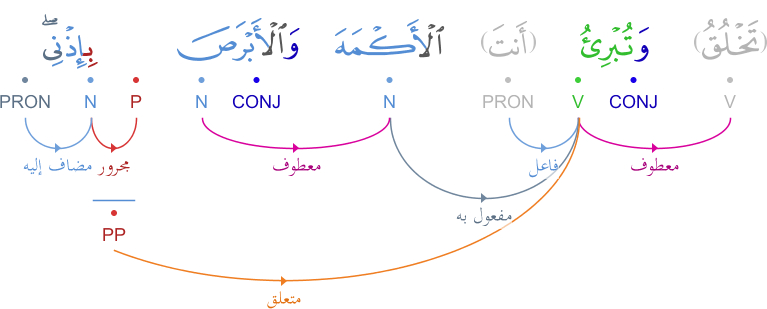 (تَخْلُقُ) وَتُبْرِئُ (أَنتَ) ٱلْأَكْمَهَ وَٱلْأَبْرَصَ بِإِذْنِىۖ
V CONJ V PRON N CONJ N P N PRON
معطوف فاعل معطوف مجرور مضاف إليه
مفعول به
PP
متعلق